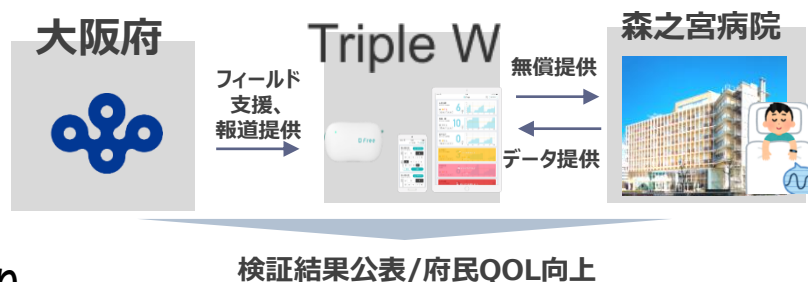 大阪府
フィールド
支援、
報道提供
Triple W
D Free
無償提供
データ提供
森之宮病院
検証結果公表/府民QOL向上